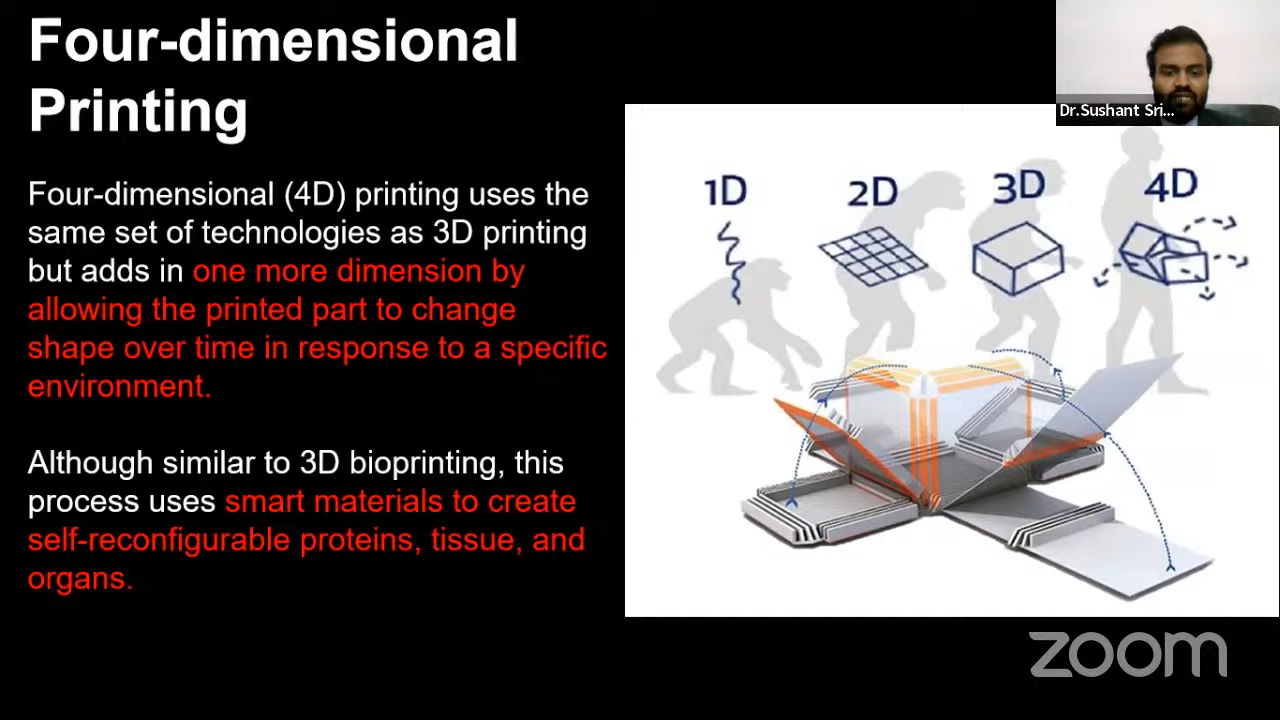 Four-dimensional
Printing
Dr.Sushant Sri...
Four-dimensional (4D) printing uses the
same set of technologies as 3D printing
but adds in one more dimension by
allowing the printed part to change
shape over time in response to a specific
environment.
Although similar to 3D bioprinting, this
process uses smart materials to create
self-reconfigurable proteins, tissue, and
organs.
1D 2D 3D 4D
zoom